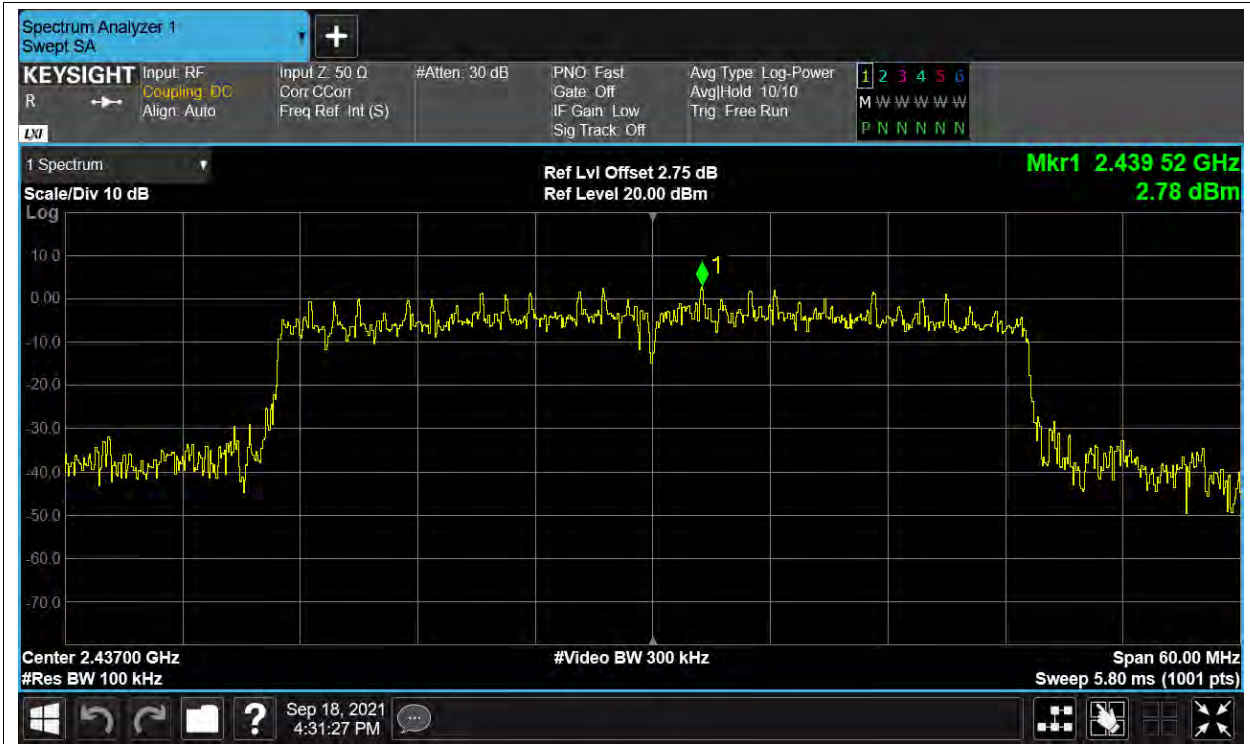 Spectrum Analyzer 1
Swept SA
+
KEYSIGHT
R
LXI
Input: RF
Coupling: DC
Align: Auto
Input Z: 50 Ω
Corr CCorr
Freq Ref: Int (S)
#Atten: 30 dB
PNO: Fast
Gate: Off
IF Gain: Low
Sig Track: Off
Avg Type: Log-Power
Avg|Hold: 10/10
Trig: Free Run
1 2 3 4 5 6
M W W W W W
P N N N N N
1 Spectrum
Scale/Div 10 dB
Ref Lvl Offset 2.75 dB
Ref Level 20.00 dBm
Mkr1 2.439 52 GHz
2.78 dBm
Log
10.0
0.00
-10.0
-20.0
-30.0
-40.0
-50.0
-60.0
-70.0
1
Center 2.43700 GHz
#Res BW 100 kHz
#Video BW 300 kHz
Span 60.00 MHz
Sweep 5.80 ms (1001 pts)
?
Sep 18, 2021
4:31:27 PM